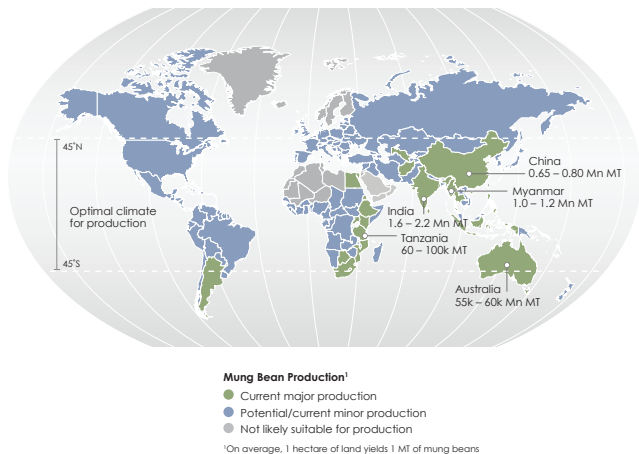 45°N
China
0.65 – 0.80 Mn MT
Myanmar
1.0 – 1.2 Mn MT
Optimal climate
for production
India
1.6 – 2.2 Mn MT
Tanzania
60 – 100k MT
45°S
Australia
55k – 60k Mn MT
Mung Bean Production¹
Current major production
Potential/current minor production
Not likely suitable for production
¹On average, 1 hectare of land yields 1 MT of mung beans